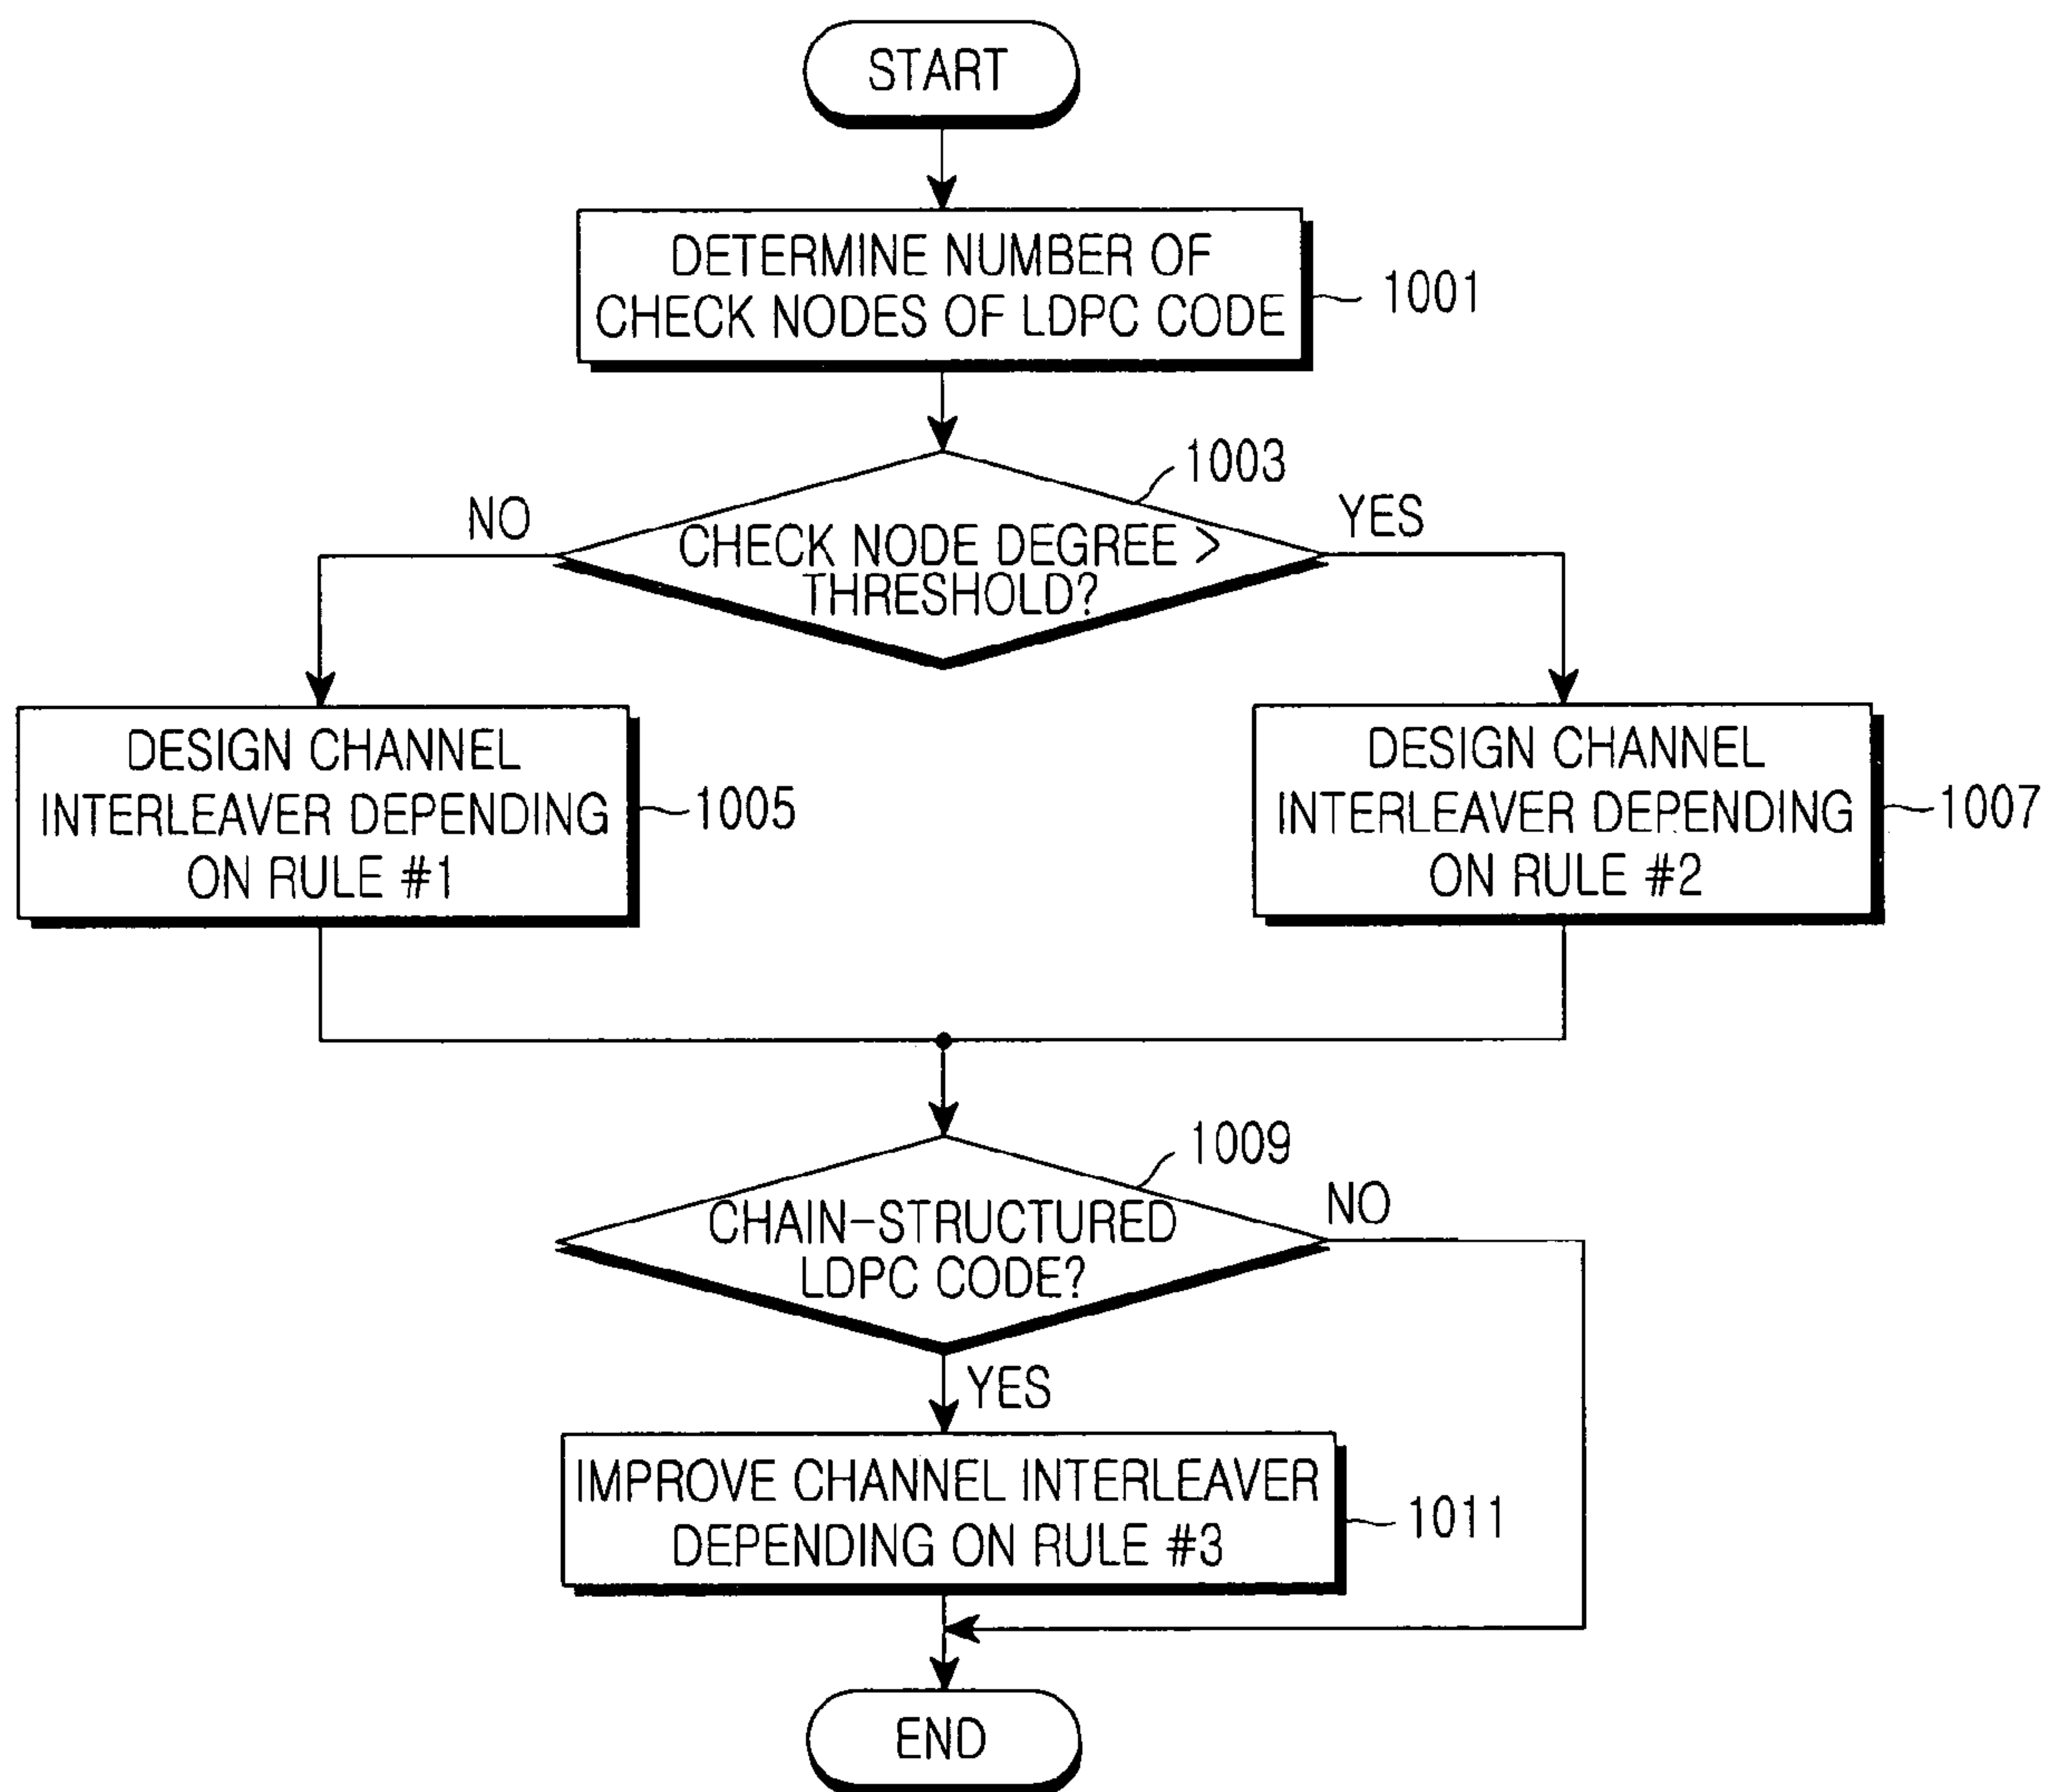 START
DETERMINE NUMBER OF
CHECK NODES OF LDPC CODE
1001
1003
NO
YES
CHECK NODE DEGREE >
THRESHOLD?
DESIGN CHANNEL
INTERLEAVER DEPENDING
ON RULE #1
1005
DESIGN CHANNEL
INTERLEAVER DEPENDING
ON RULE #2
1007
1009
CHAIN-STRUCTURED
LDPC CODE?
NO
YES
IMPROVE CHANNEL INTERLEAVER
DEPENDING ON RULE #3
1011
END